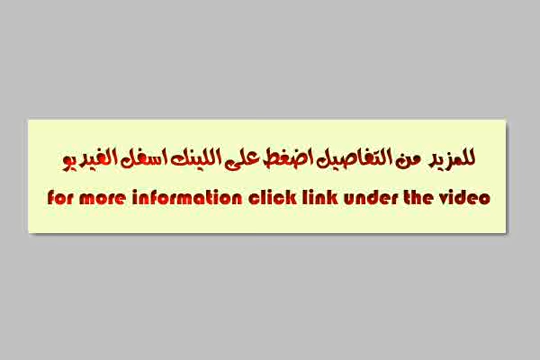 للمزيد من التفاصيل اضغط على اللينك اسفل الفيديو
for more information click link under the video